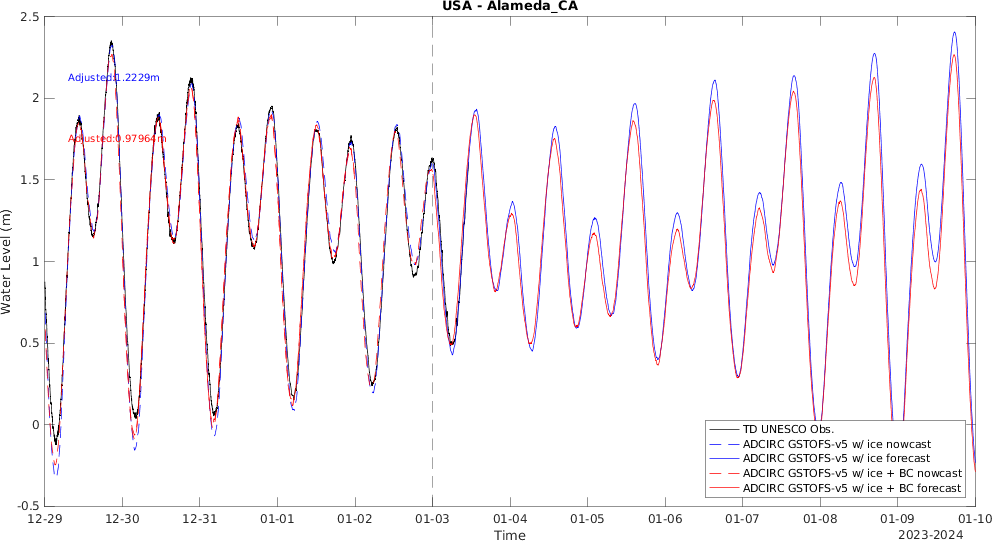 USA - Alameda_CA
2.5
2
1.5
1
0.5
0
-0.5
Water Level (m)
Adjusted:1.2229m
Adjusted:0.97964m
TD UNESCO Obs.
ADCIRC GSTOFS-v5 w/ ice nowcast
ADCIRC GSTOFS-v5 w/ ice forecast
ADCIRC GSTOFS-v5 w/ ice + BC nowcast
ADCIRC GSTOFS-v5 w/ ice + BC forecast
12-29 12-30 12-31 01-01 01-02 01-03 01-04 01-05 01-06 01-07 01-08 01-09 01-10
Time
2023-2024